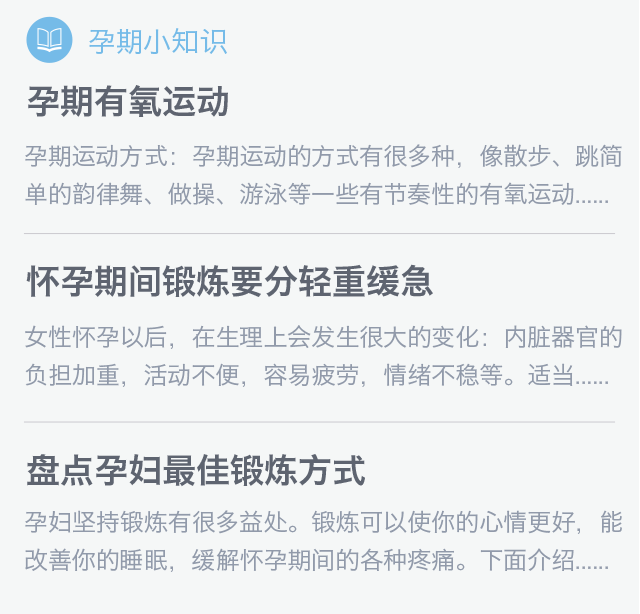 孕期小知识
孕期有氧运动
孕期运动方式：孕期运动的方式有很多种，像散步、跳简
单的韵律舞、做操、游泳等一些有节奏性的有氧运动......
怀孕期间锻炼要分轻重缓急
女性怀孕以后，在生理上会发生很大的变化：内脏器官的
负担加重，活动不便，容易疲劳，情绪不稳等。适当......
盘点孕妇最佳锻炼方式
孕妇坚持锻炼有很多益处。锻炼可以使你的心情更好，能
改善你的睡眠，缓解怀孕期间的各种疼痛。下面介绍......